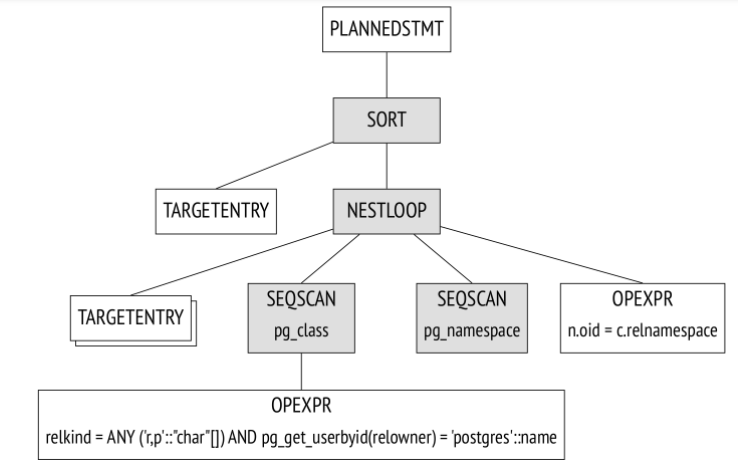 PLANNEDSTMT
SORT
TARGETENTRY
NESTLOOP
TARGETENTRY
SEQSCAN
pg_class
SEQSCAN
pg_namespace
OPEXPR
n.oid = c.relnamespace
OPEXPR
relkind = ANY ('r,p'::"char"[]) AND pg_get_userbyid(relowner) = 'postgres'::name